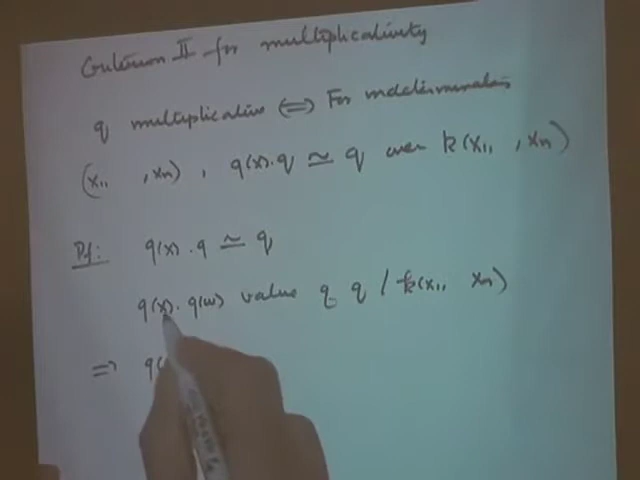 Criterion II for multiplicativity
q multiplicative ⇔ For indeterminates
(x₁, , xₙ), q(x).q ≃ q over k(x₁, , xₙ)
Pf: q(x).q ≃ q
q(x).q(w) value q q / k(x₁, xₙ)
⇒ q(